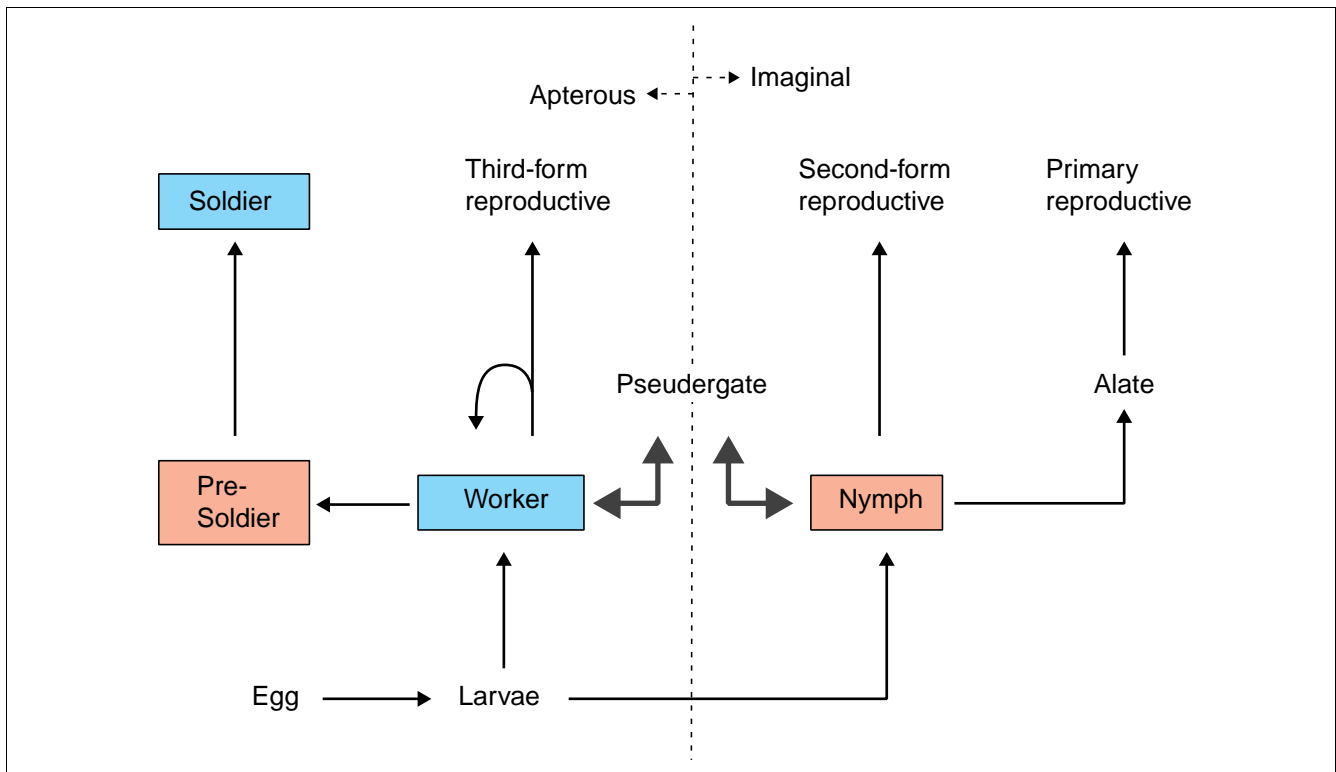 Imaginal
Apterous
Soldier
Third-form
reproductive
Second-form
reproductive
Primary
reproductive
Pseudergate
Alate
Pre-
Soldier
Worker
Nymph
Egg
Larvae